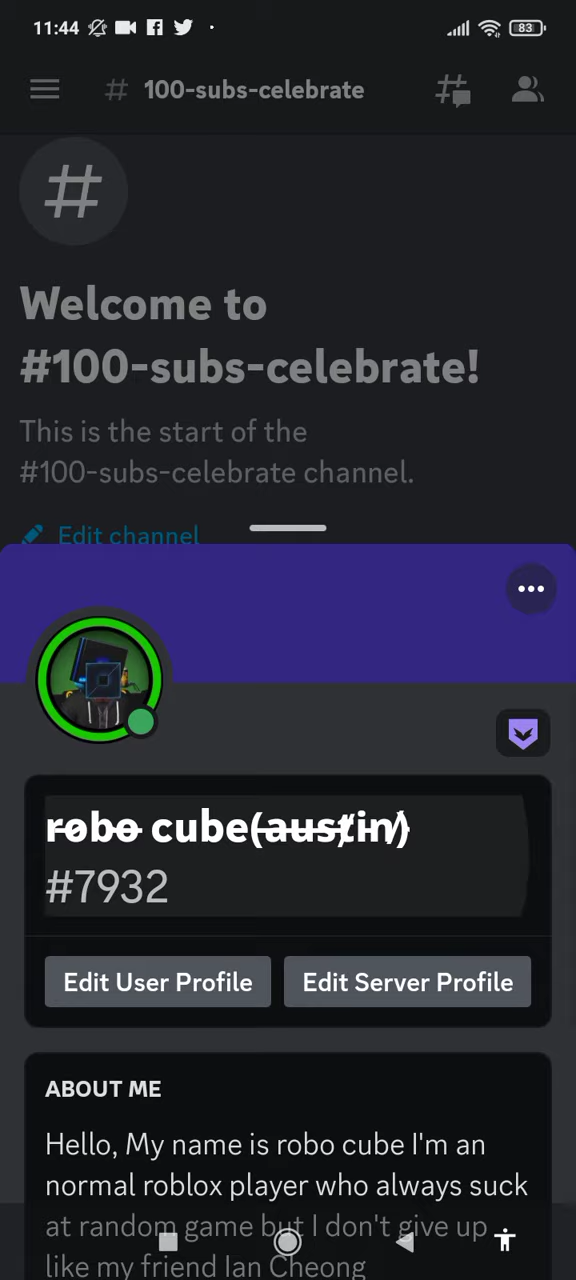 11:44
83
# 100-subs-celebrate
Welcome to
#100-subs-celebrate!
This is the start of the
#100-subs-celebrate channel.
Edit channel
robo cube(austin)
#7932
Edit User Profile
Edit Server Profile
ABOUT ME
Hello, My name is robo cube I'm an
normal roblox player who always suck
at random game but I don't give up
like my friend Ian Cheong